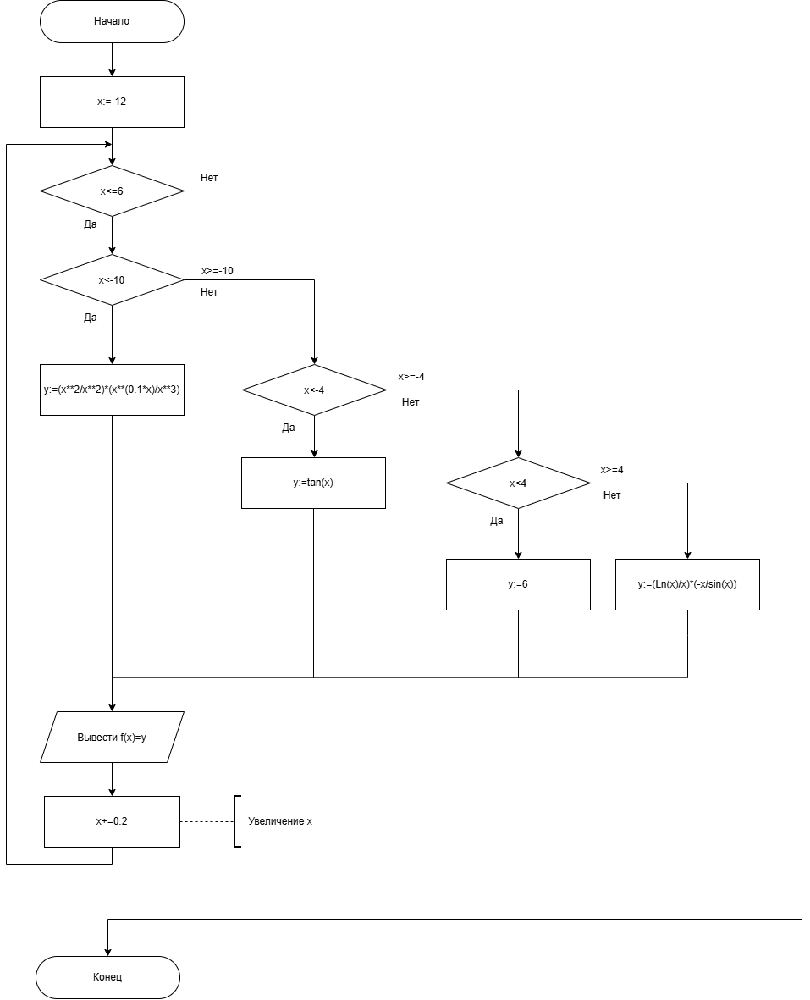 Начало
x:=-12
x<=6
Нет
Да
x<-10
x>=-10
Нет
Да
y:=(x**2/x**2)*(x**(0.1*x)/x**3)
x<-4
x>=-4
Нет
Да
y:=tan(x)
x<4
x>=4
Нет
Да
y:=6
y:=(Ln(x)/x)*(-x/sin(x))
Вывести f(x)=y
x+=0.2
Увеличение x
Конец